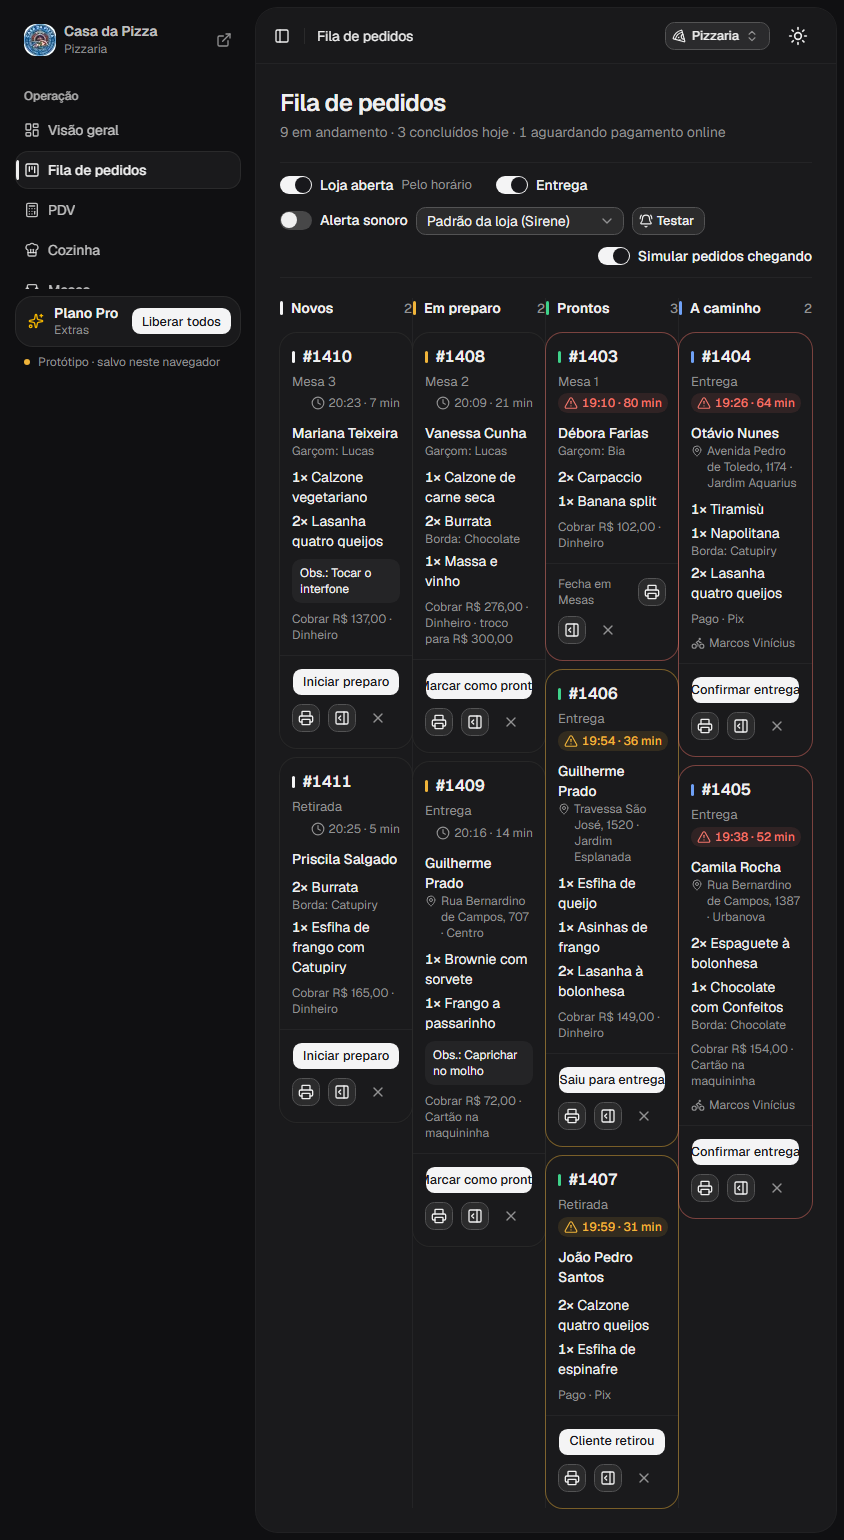 Casa da Pizza
Pizzaria
Operação
Visão geral
Fila de pedidos
PDV
Cozinha
Plano Pro
Extras
Liberar todos
Protótipo · salvo neste navegador
Fila de pedidos
Pizzaria
Fila de pedidos
9 em andamento · 3 concluídos hoje · 1 aguardando pagamento online
Loja aberta Pelo horário
Entrega
Alerta sonoro
Padrão da loja (Sirene)
Testar
Simular pedidos chegando
Novos 2
#1410
Mesa 3
20:23 · 7 min
Mariana Teixeira
Garçom: Lucas
1× Calzone
vegetariano
2× Lasanha
quatro queijos
Obs.: Tocar o
interfone
Cobrar R$ 137,00 ·
Dinheiro
Iniciar preparo
#1411
Retirada
20:25 · 5 min
Priscila Salgado
2× Burrata
Borda: Catupiry
1× Esfiha de
frango com
Catupiry
Cobrar R$ 165,00 ·
Dinheiro
Iniciar preparo
Em preparo 2
#1408
Mesa 2
20:09 · 21 min
Vanessa Cunha
Garçom: Lucas
1× Calzone de
carne seca
2× Burrata
Borda: Chocolate
1× Massa e
vinho
Cobrar R$ 276,00 ·
Dinheiro · troco
para R$ 300,00
Marcar como pront
#1409
Entrega
20:16 · 14 min
Guilherme
Prado
Rua Bernardino
de Campos, 707
· Centro
1× Brownie com
sorvete
1× Frango a
passarinho
Obs.: Caprichar
no molho
Cobrar R$ 72,00 ·
Cartão na
maquininha
Marcar como pront
Prontos 3
#1403
Mesa 1
19:10 · 80 min
Débora Farias
Garçom: Bia
2× Carpaccio
1× Banana split
Cobrar R$ 102,00 ·
Dinheiro
Fecha em
Mesas
#1406
Entrega
19:54 · 36 min
Guilherme
Prado
Travessa São
José, 1520 ·
Jardim
Esplanada
1× Esfiha de
queijo
1× Asinhas de
frango
2× Lasanha à
bolonhesa
Cobrar R$ 149,00 ·
Dinheiro
Saiu para entrega
#1407
Retirada
19:59 · 31 min
João Pedro
Santos
2× Calzone
quatro queijos
1× Esfiha de
espinafre
Pago · Pix
Cliente retirou
A caminho 2
#1404
Entrega
19:26 · 64 min
Otávio Nunes
Avenida Pedro
de Toledo, 1174 ·
Jardim Aquarius
1× Tiramisù
1× Napolitana
Borda: Catupiry
2× Lasanha
quatro queijos
Pago · Pix
Marcos Vinícius
Confirmar entrega
#1405
Entrega
19:38 · 52 min
Camila Rocha
Rua Bernardino
de Campos, 1387
· Urbanova
2× Espaguete à
bolonhesa
1× Chocolate
com Confeitos
Borda: Chocolate
Cobrar R$ 154,00 ·
Cartão na
maquininha
Marcos Vinícius
Confirmar entrega